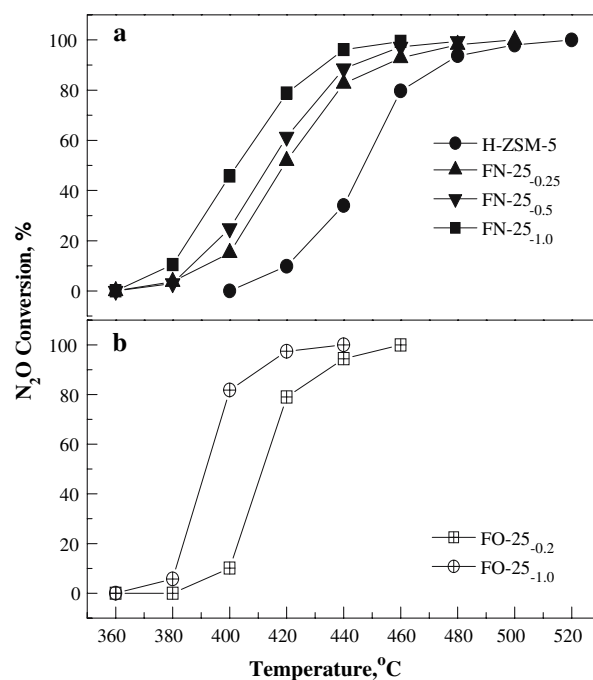 a
100
80
60
40
20
0
H-ZSM-5
FN-25-0.25
FN-25-0.5
FN-25-1.0
N2O Conversion, %
b
100
80
60
40
20
0
FO-25-0.2
FO-25-1.0
360 380 400 420 440 460 480 500 520
Temperature,°C